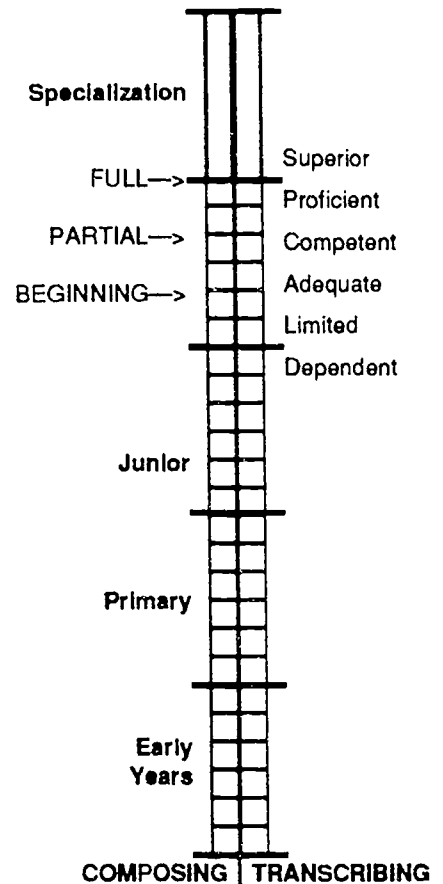 Specialization
Superior
FULL—>
Proficient
PARTIAL—>
Competent
BEGINNING—>
Adequate
Limited
Dependent
Junior
Primary
Early
Years
COMPOSING TRANSCRIBING